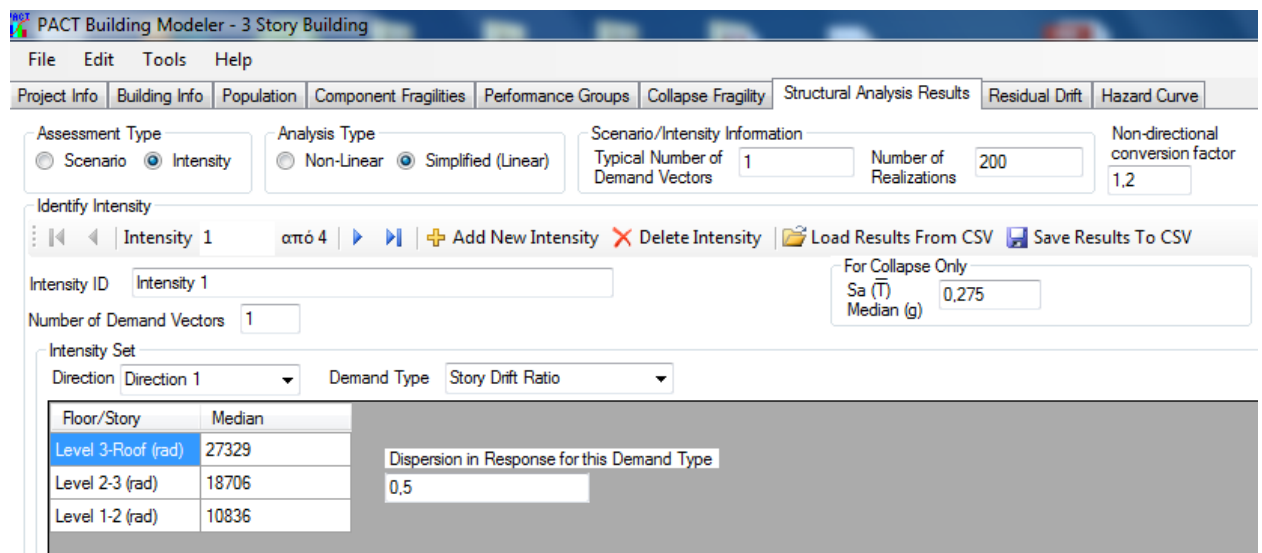 PACT Building Modeler - 3 Story Building
File Edit Tools Help
Project Info Building Info Population Component Fragilities Performance Groups Collapse Fragility Structural Analysis Results Residual Drift Hazard Curve
Assessment Type Analysis Type Scenario/Intensity Information Non-directional
conversion factor
Scenario Intensity Non-Linear Simplified (Linear) Typical Number of
Demand Vectors 1 Number of
Realizations 200 1,2
Identify Intensity
Intensity 1 από 4 Add New Intensity Delete Intensity Load Results From CSV Save Results To CSV
Intensity ID Intensity 1
For Collapse Only
Sa (T̅)
Median (g) 0,275
Number of Demand Vectors 1
Intensity Set
Direction Direction 1 Demand Type Story Drift Ratio
Floor/Story Median
Level 3-Roof (rad) 27329
Level 2-3 (rad) 18706
Level 1-2 (rad) 10836
Dispersion in Response for this Demand Type
0,5